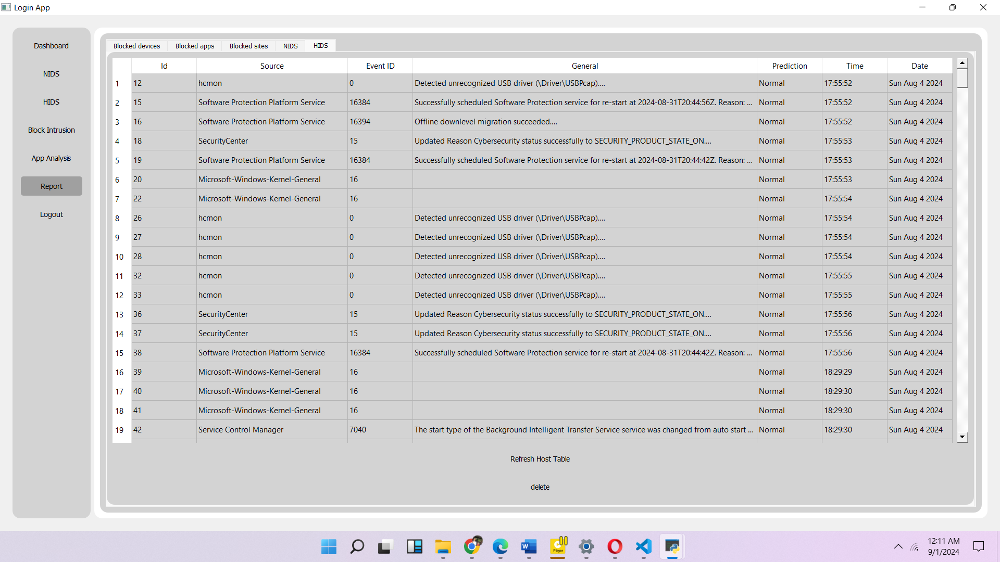 Login App
Dashboard
NIDS
HIDS
Block Intrusion
App Analysis
Report
Logout
Blocked devices Blocked apps Blocked sites NIDS HIDS
Id Source Event ID General Prediction Time Date
1 12 hcmon 0 Detected unrecognized USB driver (\Driver\USBPcap).... Normal 17:55:52 Sun Aug 4 2024
2 15 Software Protection Platform Service 16384 Successfully scheduled Software Protection service for re-start at 2024-08-31T20:44:56Z. Reason: ... Normal 17:55:52 Sun Aug 4 2024
3 16 Software Protection Platform Service 16394 Offline downlevel migration succeeded.... Normal 17:55:52 Sun Aug 4 2024
4 18 SecurityCenter 15 Updated Reason Cybersecurity status successfully to SECURITY_PRODUCT_STATE_ON.... Normal 17:55:53 Sun Aug 4 2024
5 19 Software Protection Platform Service 16384 Successfully scheduled Software Protection service for re-start at 2024-08-31T20:44:42Z. Reason: ... Normal 17:55:53 Sun Aug 4 2024
6 20 Microsoft-Windows-Kernel-General 16 Normal 17:55:53 Sun Aug 4 2024
7 22 Microsoft-Windows-Kernel-General 16 Normal 17:55:54 Sun Aug 4 2024
8 26 hcmon 0 Detected unrecognized USB driver (\Driver\USBPcap).... Normal 17:55:54 Sun Aug 4 2024
9 27 hcmon 0 Detected unrecognized USB driver (\Driver\USBPcap).... Normal 17:55:54 Sun Aug 4 2024
10 28 hcmon 0 Detected unrecognized USB driver (\Driver\USBPcap).... Normal 17:55:54 Sun Aug 4 2024
11 32 hcmon 0 Detected unrecognized USB driver (\Driver\USBPcap).... Normal 17:55:55 Sun Aug 4 2024
12 33 hcmon 0 Detected unrecognized USB driver (\Driver\USBPcap).... Normal 17:55:55 Sun Aug 4 2024
13 36 SecurityCenter 15 Updated Reason Cybersecurity status successfully to SECURITY_PRODUCT_STATE_ON.... Normal 17:55:56 Sun Aug 4 2024
14 37 SecurityCenter 15 Updated Reason Cybersecurity status successfully to SECURITY_PRODUCT_STATE_ON.... Normal 17:55:56 Sun Aug 4 2024
15 38 Software Protection Platform Service 16384 Successfully scheduled Software Protection service for re-start at 2024-08-31T20:44:42Z. Reason: ... Normal 17:55:56 Sun Aug 4 2024
16 39 Microsoft-Windows-Kernel-General 16 Normal 18:29:29 Sun Aug 4 2024
17 40 Microsoft-Windows-Kernel-General 16 Normal 18:29:30 Sun Aug 4 2024
18 41 Microsoft-Windows-Kernel-General 16 Normal 18:29:30 Sun Aug 4 2024
19 42 Service Control Manager 7040 The start type of the Background Intelligent Transfer Service service was changed from auto start ... Normal 18:29:30 Sun Aug 4 2024
Refresh Host Table
delete
Player
12:11 AM
9/1/2024